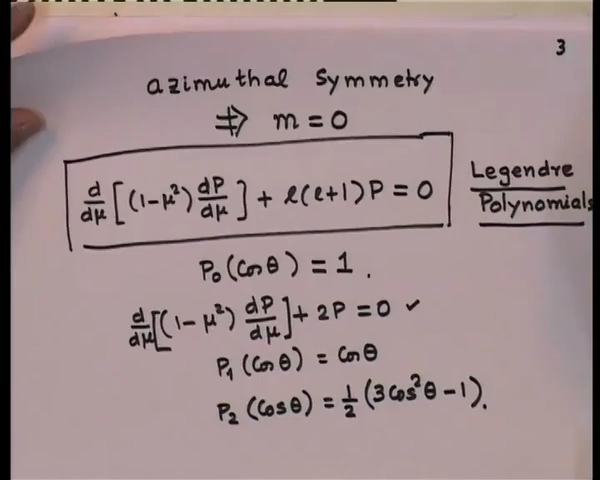 3
azimuthal Symmetry
⇒ m = 0
d/dμ [(1-μ²) dP/dμ] + ℓ(ℓ+1) P = 0
Legendre
Polynomials
P₀ (Cosθ) = 1 .
d/dμ [(1-μ²) dP/dμ] + 2P = 0 ✓
P₁ (Cosθ) = Cosθ
P₂ (Cosθ) = 1/2 (3Cos²θ - 1).